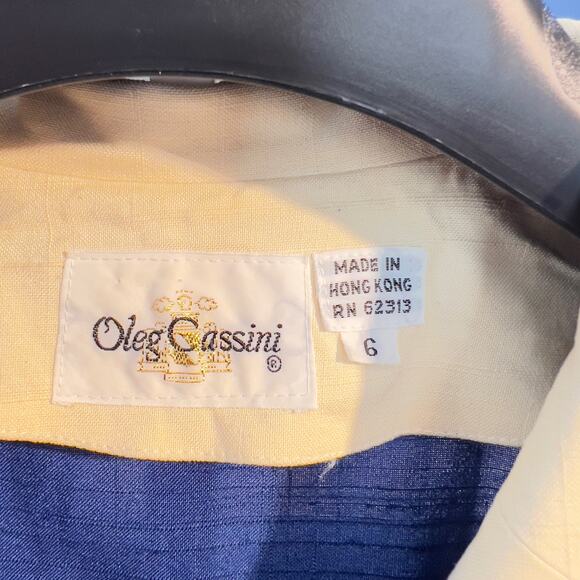 Oleg Cassini ®
MADE IN
HONG KONG
RN 62313
6